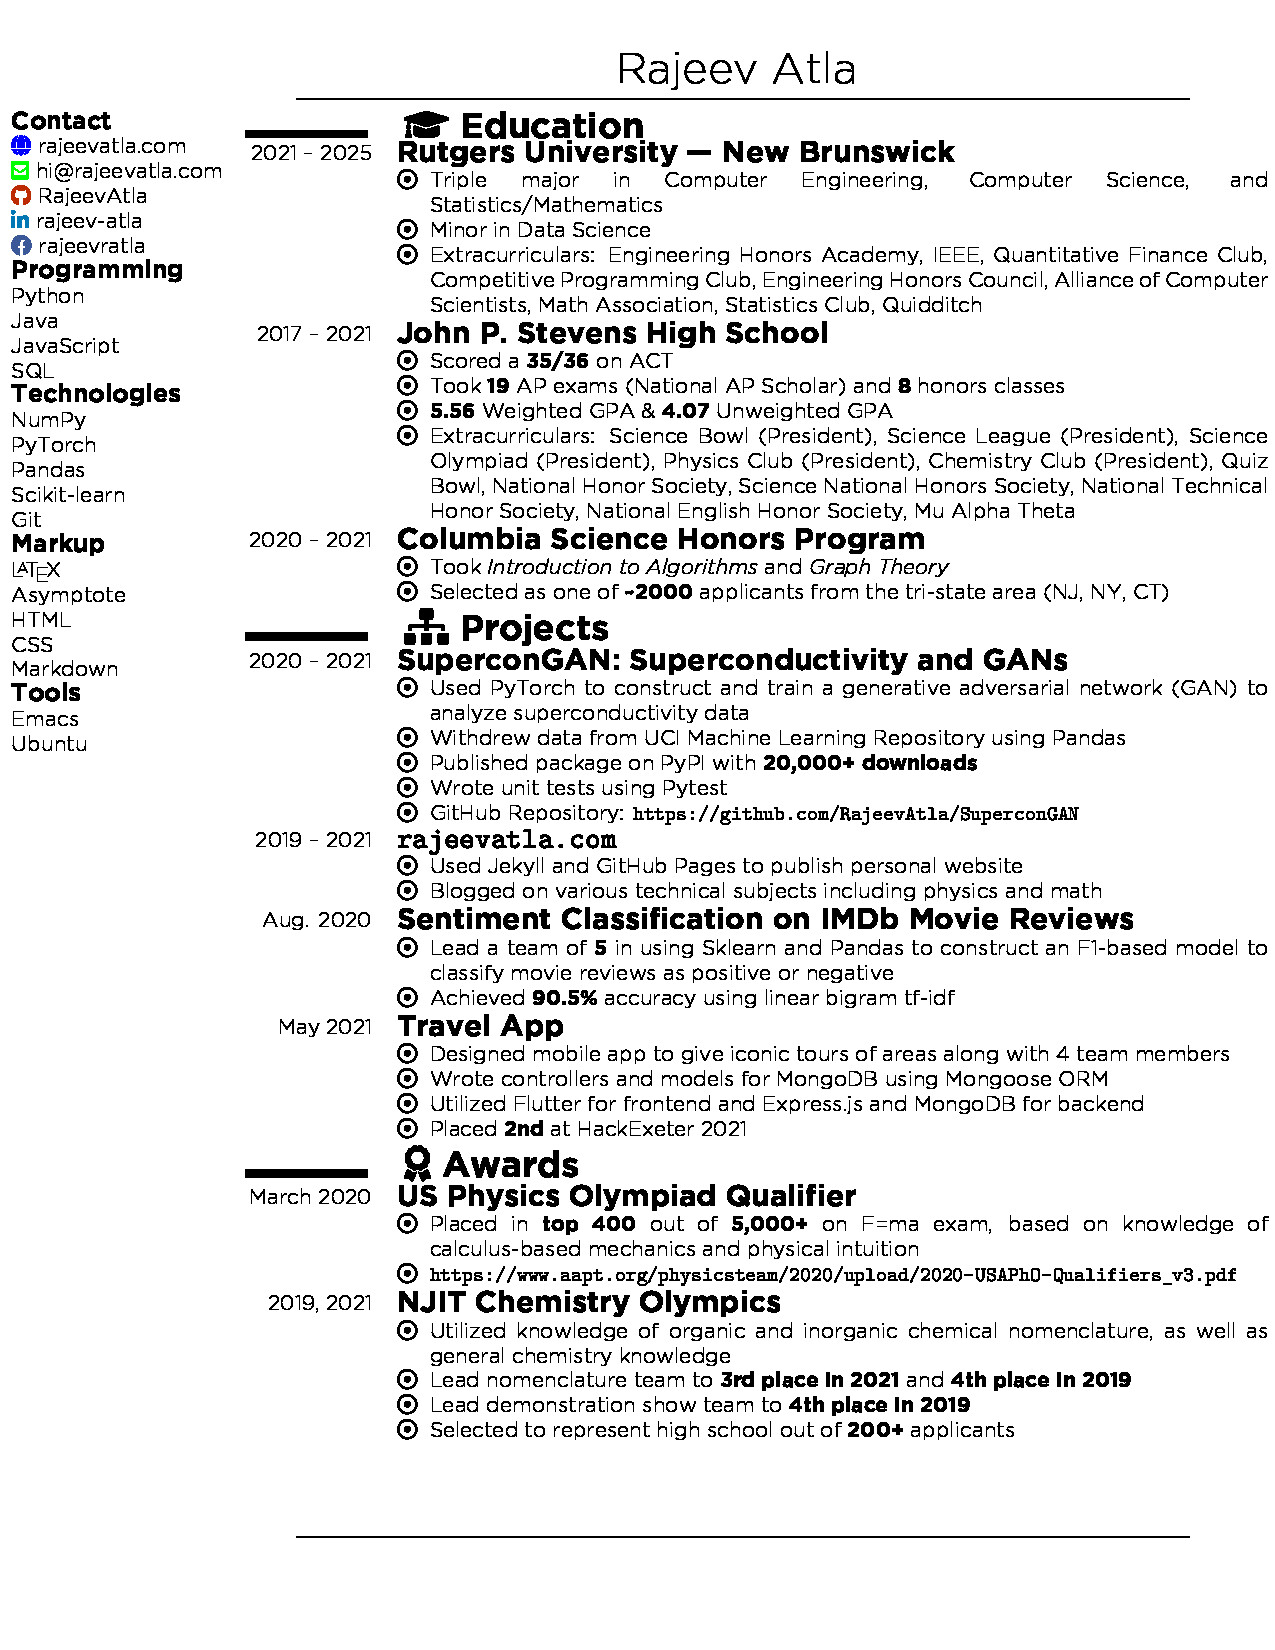 Rajeev Atla
Contact
rajeevatla.com
hi@rajeevatla.com
RajeevAtla
rajeev-atla
rajeevratla
Programming
Python
Java
JavaScript
SQL
Technologies
NumPy
PyTorch
Pandas
Scikit-learn
Git
Markup
LATEX
Asymptote
HTML
CSS
Markdown
Tools
Emacs
Ubuntu
Education
2021 – 2025 Rutgers University — New Brunswick
Triple major in Computer Engineering, Computer Science, and
Statistics/Mathematics
Minor in Data Science
Extracurriculars: Engineering Honors Academy, IEEE, Quantitative Finance Club,
Competitive Programming Club, Engineering Honors Council, Alliance of Computer
Scientists, Math Association, Statistics Club, Quidditch
2017 – 2021 John P. Stevens High School
Scored a 35/36 on ACT
Took 19 AP exams (National AP Scholar) and 8 honors classes
5.56 Weighted GPA & 4.07 Unweighted GPA
Extracurriculars: Science Bowl (President), Science League (President), Science
Olympiad (President), Physics Club (President), Chemistry Club (President), Quiz
Bowl, National Honor Society, Science National Honors Society, National Technical
Honor Society, National English Honor Society, Mu Alpha Theta
2020 – 2021 Columbia Science Honors Program
Took Introduction to Algorithms and Graph Theory
Selected as one of ~2000 applicants from the tri-state area (NJ, NY, CT)
Projects
2020 – 2021 SuperconGAN: Superconductivity and GANs
Used PyTorch to construct and train a generative adversarial network (GAN) to
analyze superconductivity data
Withdrew data from UCI Machine Learning Repository using Pandas
Published package on PyPI with 20,000+ downloads
Wrote unit tests using Pytest
GitHub Repository: https://github.com/RajeevAtla/SuperconGAN
2019 – 2021 rajeevatla.com
Used Jekyll and GitHub Pages to publish personal website
Blogged on various technical subjects including physics and math
Aug. 2020 Sentiment Classification on IMDb Movie Reviews
Lead a team of 5 in using Sklearn and Pandas to construct an F1-based model to
classify movie reviews as positive or negative
Achieved 90.5% accuracy using linear bigram tf-idf
May 2021 Travel App
Designed mobile app to give iconic tours of areas along with 4 team members
Wrote controllers and models for MongoDB using Mongoose ORM
Utilized Flutter for frontend and Express.js and MongoDB for backend
Placed 2nd at HackExeter 2021
Awards
March 2020 US Physics Olympiad Qualifier
Placed in top 400 out of 5,000+ on F=ma exam, based on knowledge of
calculus-based mechanics and physical intuition
https://www.aapt.org/physicsteam/2020/upload/2020-USAPhO-Qualifiers_v3.pdf
2019, 2021 NJIT Chemistry Olympics
Utilized knowledge of organic and inorganic chemical nomenclature, as well as
general chemistry knowledge
Lead nomenclature team to 3rd place in 2021 and 4th place in 2019
Lead demonstration show team to 4th place in 2019
Selected to represent high school out of 200+ applicants